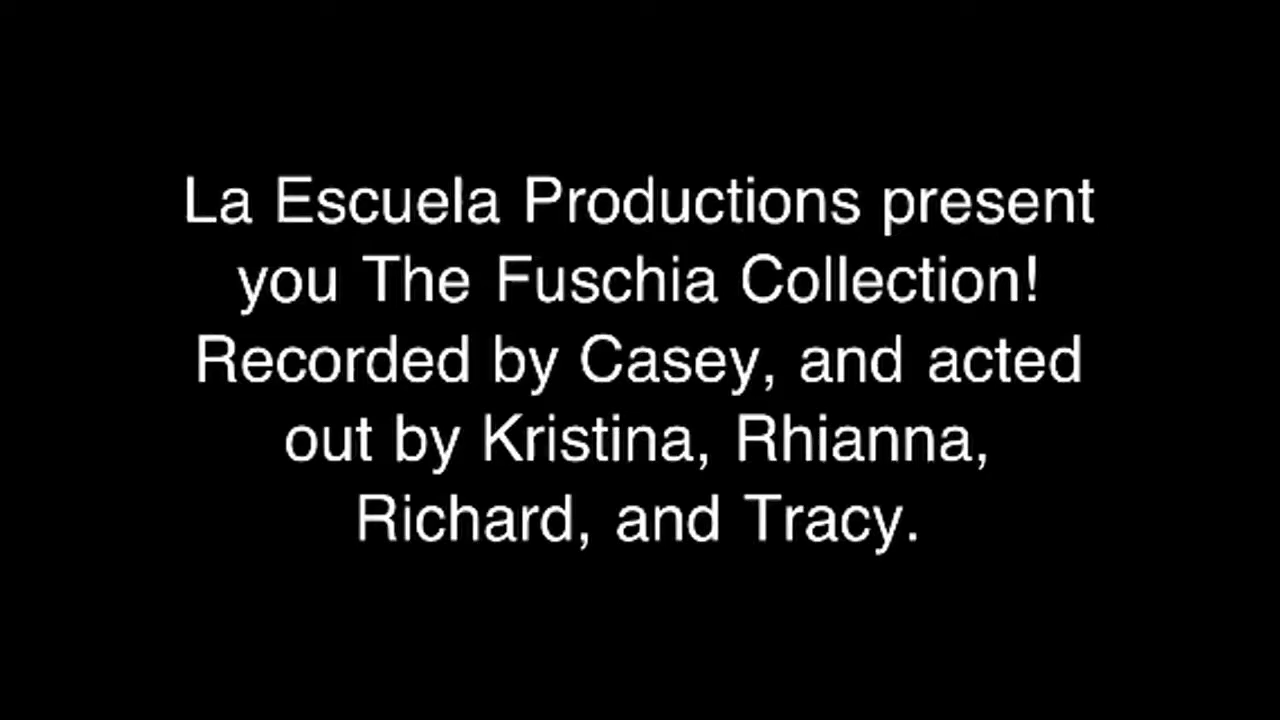 La Escuela Productions present
you The Fuschia Collection!
Recorded by Casey, and acted
out by Kristina, Rhianna,
Richard, and Tracy.